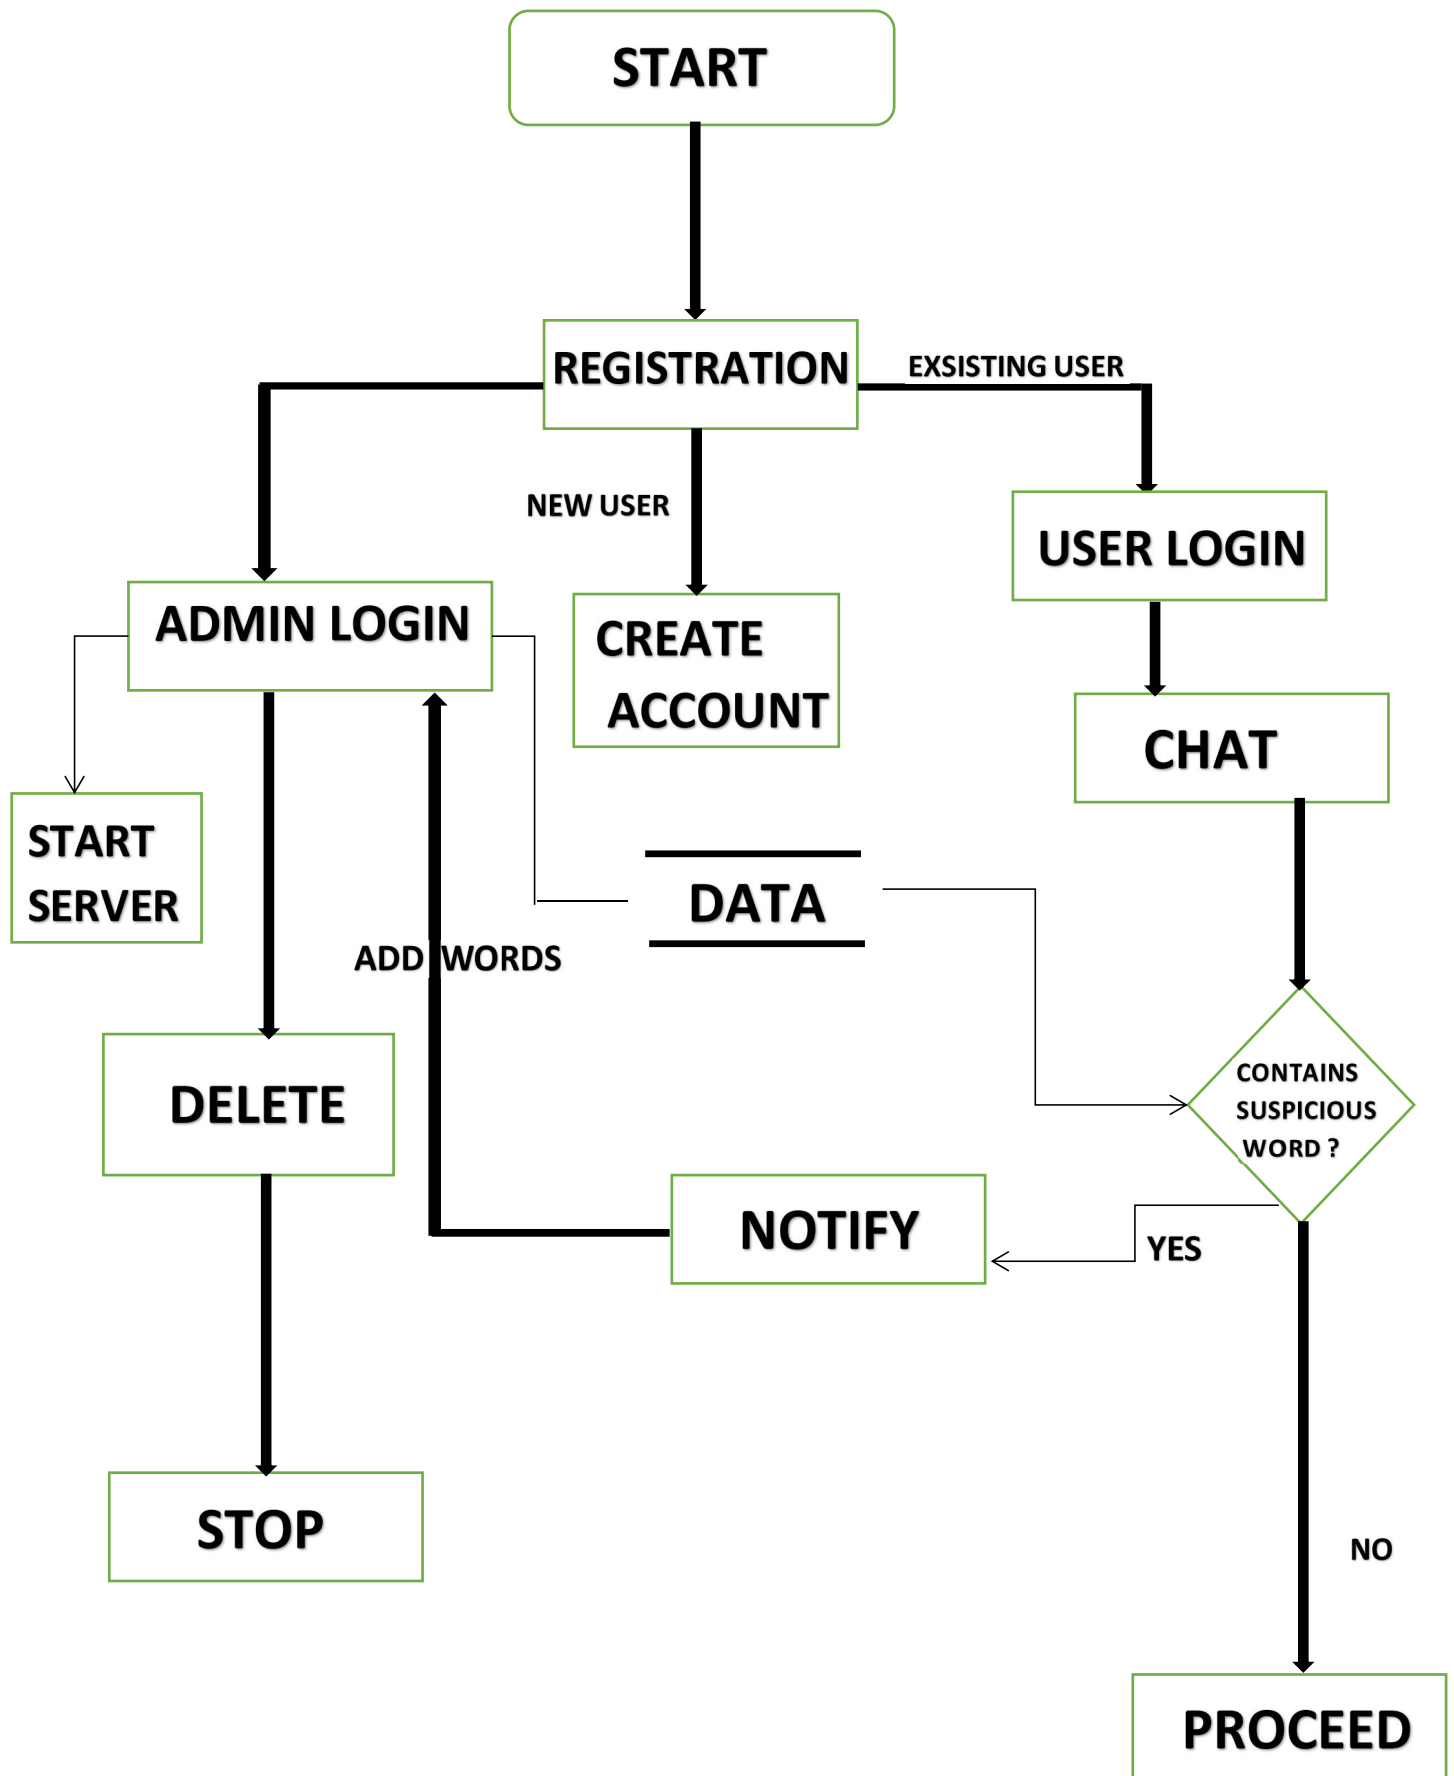 START
REGISTRATION
EXSISTING USER
NEW USER
USER LOGIN
ADMIN LOGIN
CREATE
ACCOUNT
CHAT
START
SERVER
DATA
ADD WORDS
CONTAINS
SUSPICIOUS
WORD ?
DELETE
NOTIFY
YES
STOP
NO
PROCEED